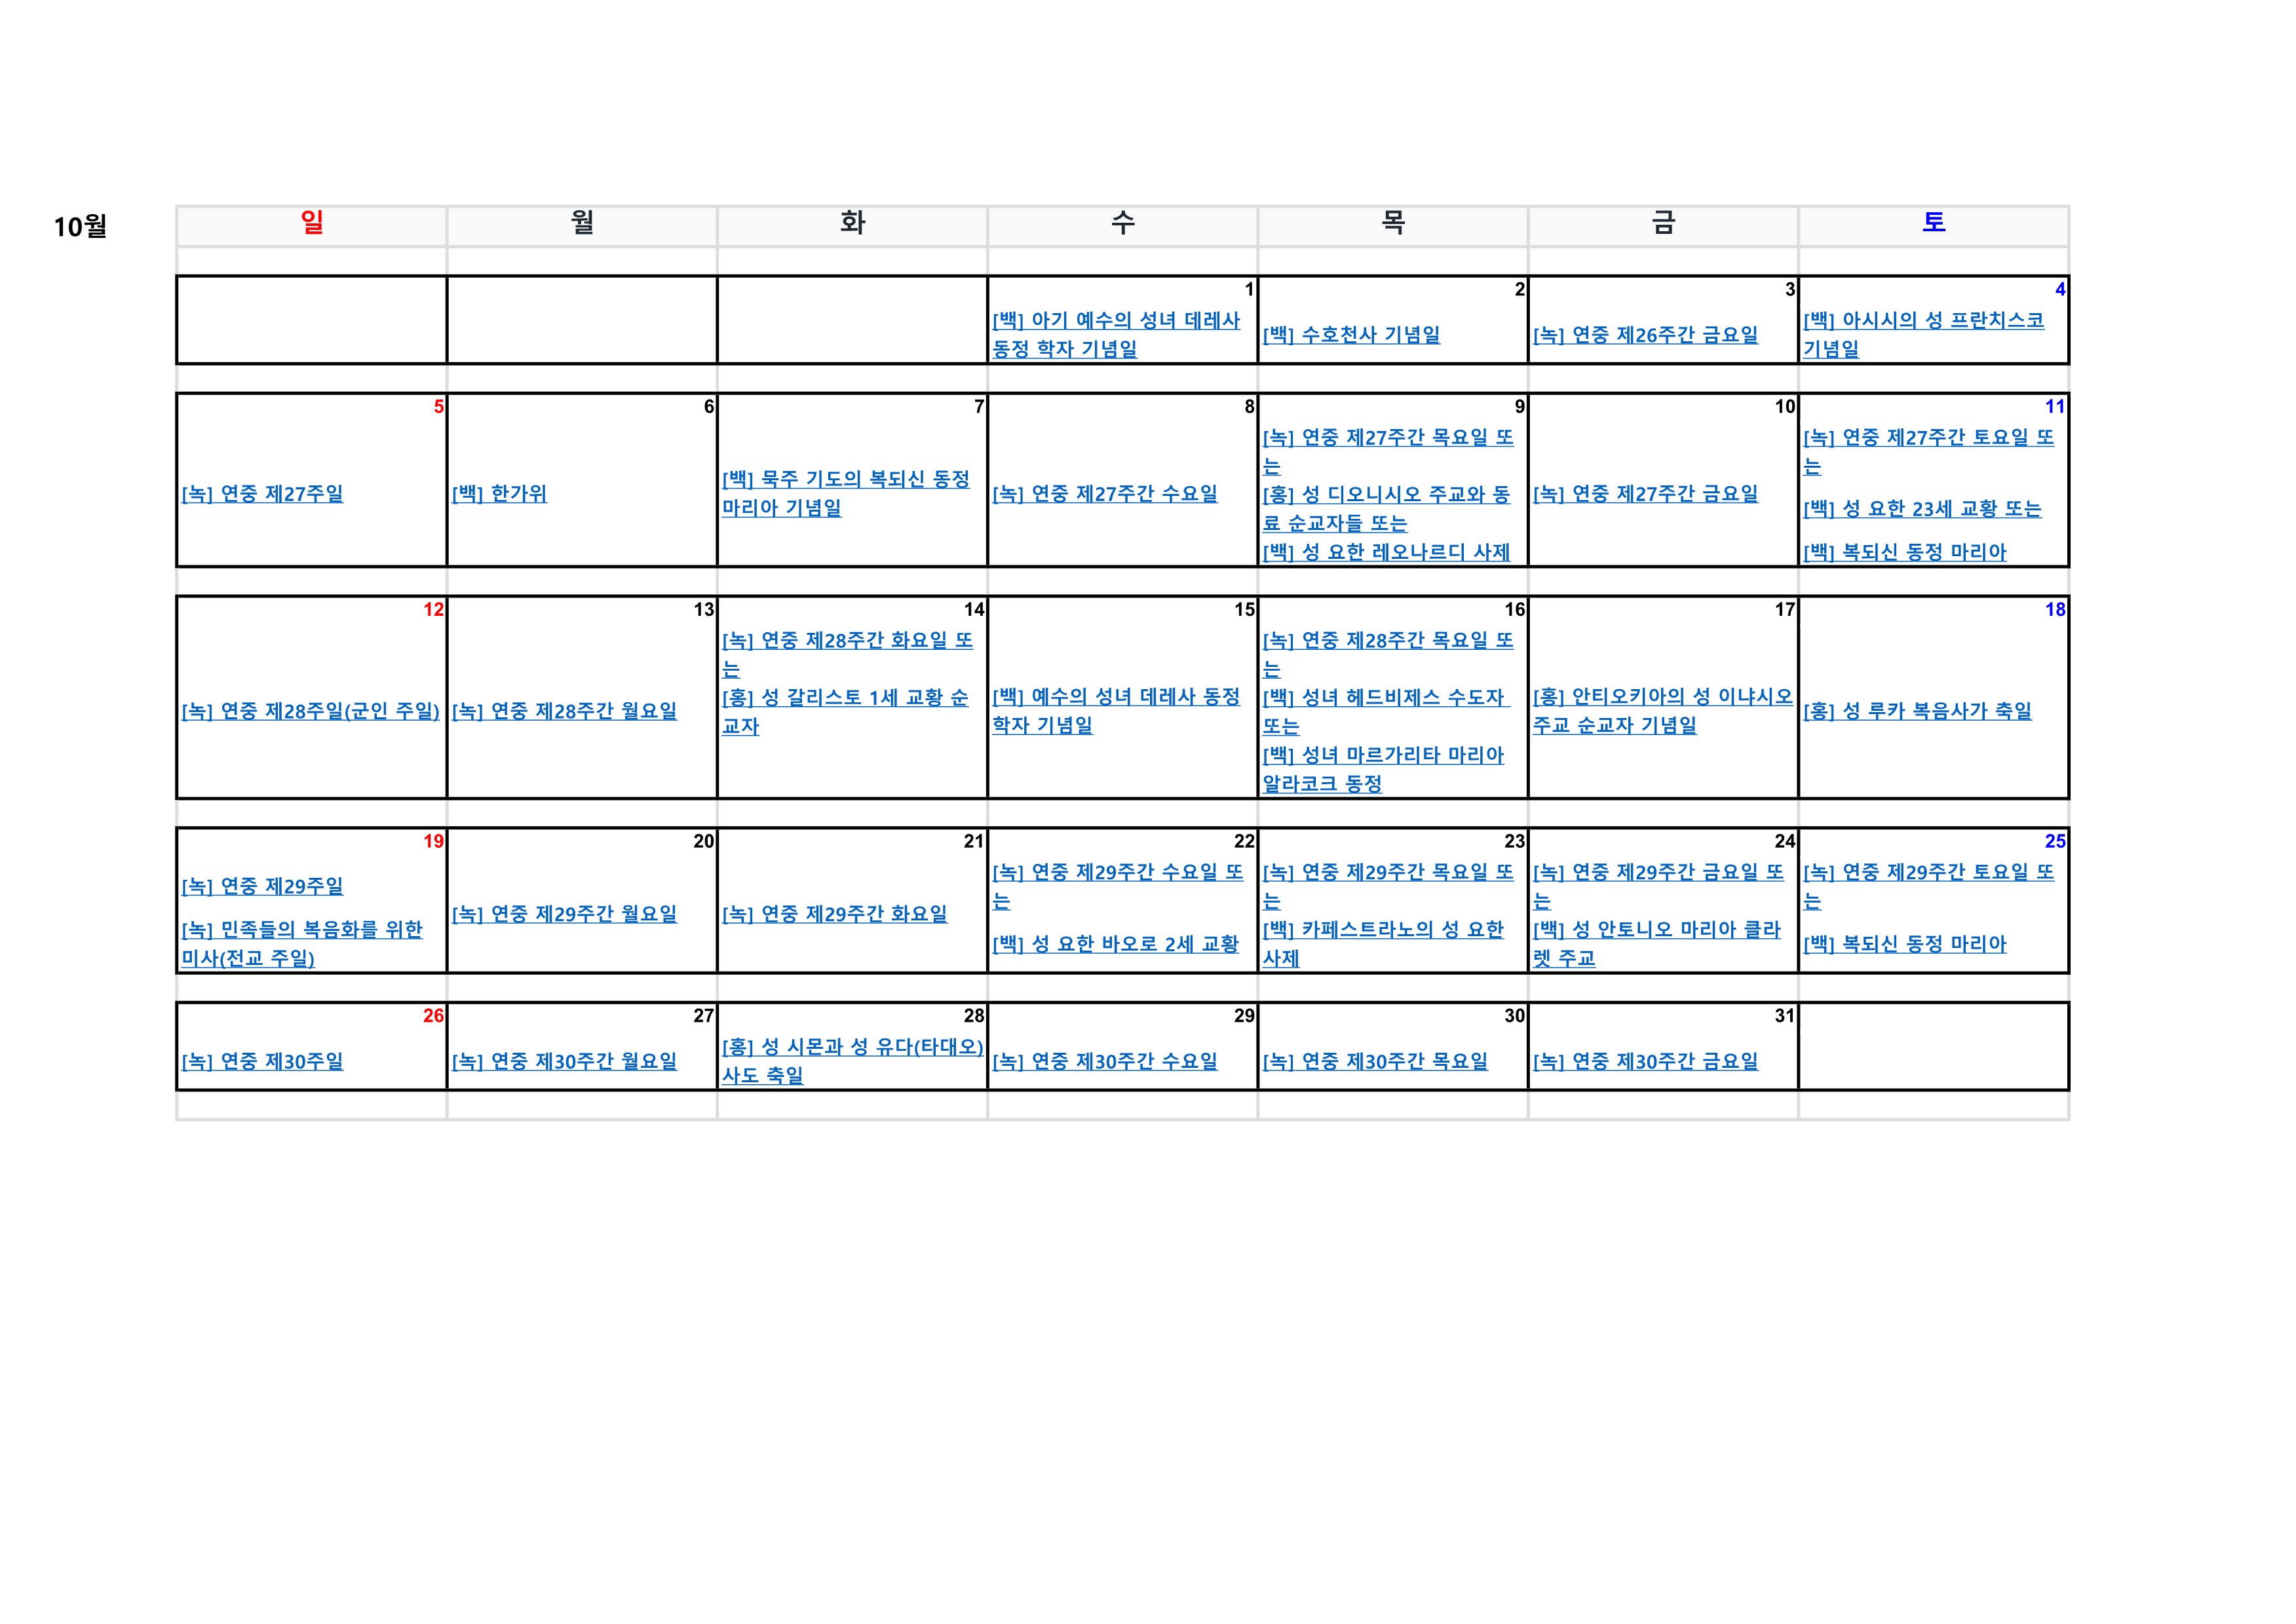 10월
일 월 화 수 목 금 토
1
[백] 아기 예수의 성녀 데레사
동정 학자 기념일
2
[백] 수호천사 기념일
3
[녹] 연중 제26주간 금요일
4
[백] 아시시의 성 프란치스코
기념일
5
[녹] 연중 제27주일
6
[백] 한가위
7
[백] 묵주 기도의 복되신 동정
마리아 기념일
8
[녹] 연중 제27주간 수요일
9
[녹] 연중 제27주간 목요일 또
는
[홍] 성 디오니시오 주교와 동
료 순교자들 또는
[백] 성 요한 레오나르디 사제
10
[녹] 연중 제27주간 금요일
11
[녹] 연중 제27주간 토요일 또
는
[백] 성 요한 23세 교황 또는
[백] 복되신 동정 마리아
12
[녹] 연중 제28주일(군인 주일)
13
[녹] 연중 제28주간 월요일
14
[녹] 연중 제28주간 화요일 또
는
[홍] 성 갈리스토 1세 교황 순
교자
15
[백] 예수의 성녀 데레사 동정
학자 기념일
16
[녹] 연중 제28주간 목요일 또
는
[백] 성녀 헤드비제스 수도자
또는
[백] 성녀 마르가리타 마리아
알라코크 동정
17
[홍] 안티오키아의 성 이냐시오
주교 순교자 기념일
18
[홍] 성 루카 복음사가 축일
19
[녹] 연중 제29주일
[녹] 민족들의 복음화를 위한
미사(전교 주일)
20
[녹] 연중 제29주간 월요일
21
[녹] 연중 제29주간 화요일
22
[녹] 연중 제29주간 수요일 또
는
[백] 성 요한 바오로 2세 교황
23
[녹] 연중 제29주간 목요일 또
는
[백] 카페스트라노의 성 요한
사제
24
[녹] 연중 제29주간 금요일 또
는
[백] 성 안토니오 마리아 클라
렛 주교
25
[녹] 연중 제29주간 토요일 또
는
[백] 복되신 동정 마리아
26
[녹] 연중 제30주일
27
[녹] 연중 제30주간 월요일
28
[홍] 성 시몬과 성 유다(타대오)
사도 축일
29
[녹] 연중 제30주간 수요일
30
[녹] 연중 제30주간 목요일
31
[녹] 연중 제30주간 금요일